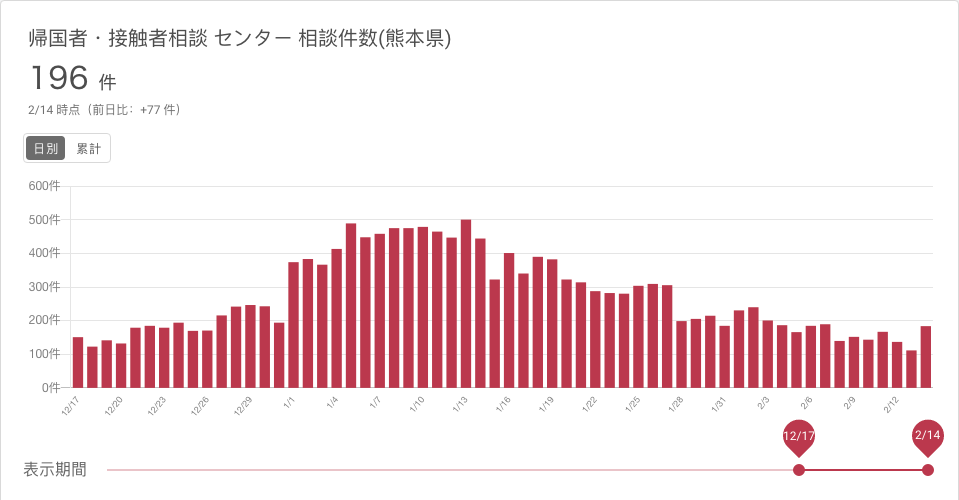 帰国者・接触者相談 センター 相談件数(熊本県)
196 件
2/14 時点（前日比：+77 件）
日別 累計
600件
500件
400件
300件
200件
100件
0件
12/17 12/20 12/23 12/26 12/29 1/1 1/4 1/7 1/10 1/13 1/16 1/19 1/22 1/25 1/28 1/31 2/3 2/6 2/9 2/12
12/17 2/14
表示期間